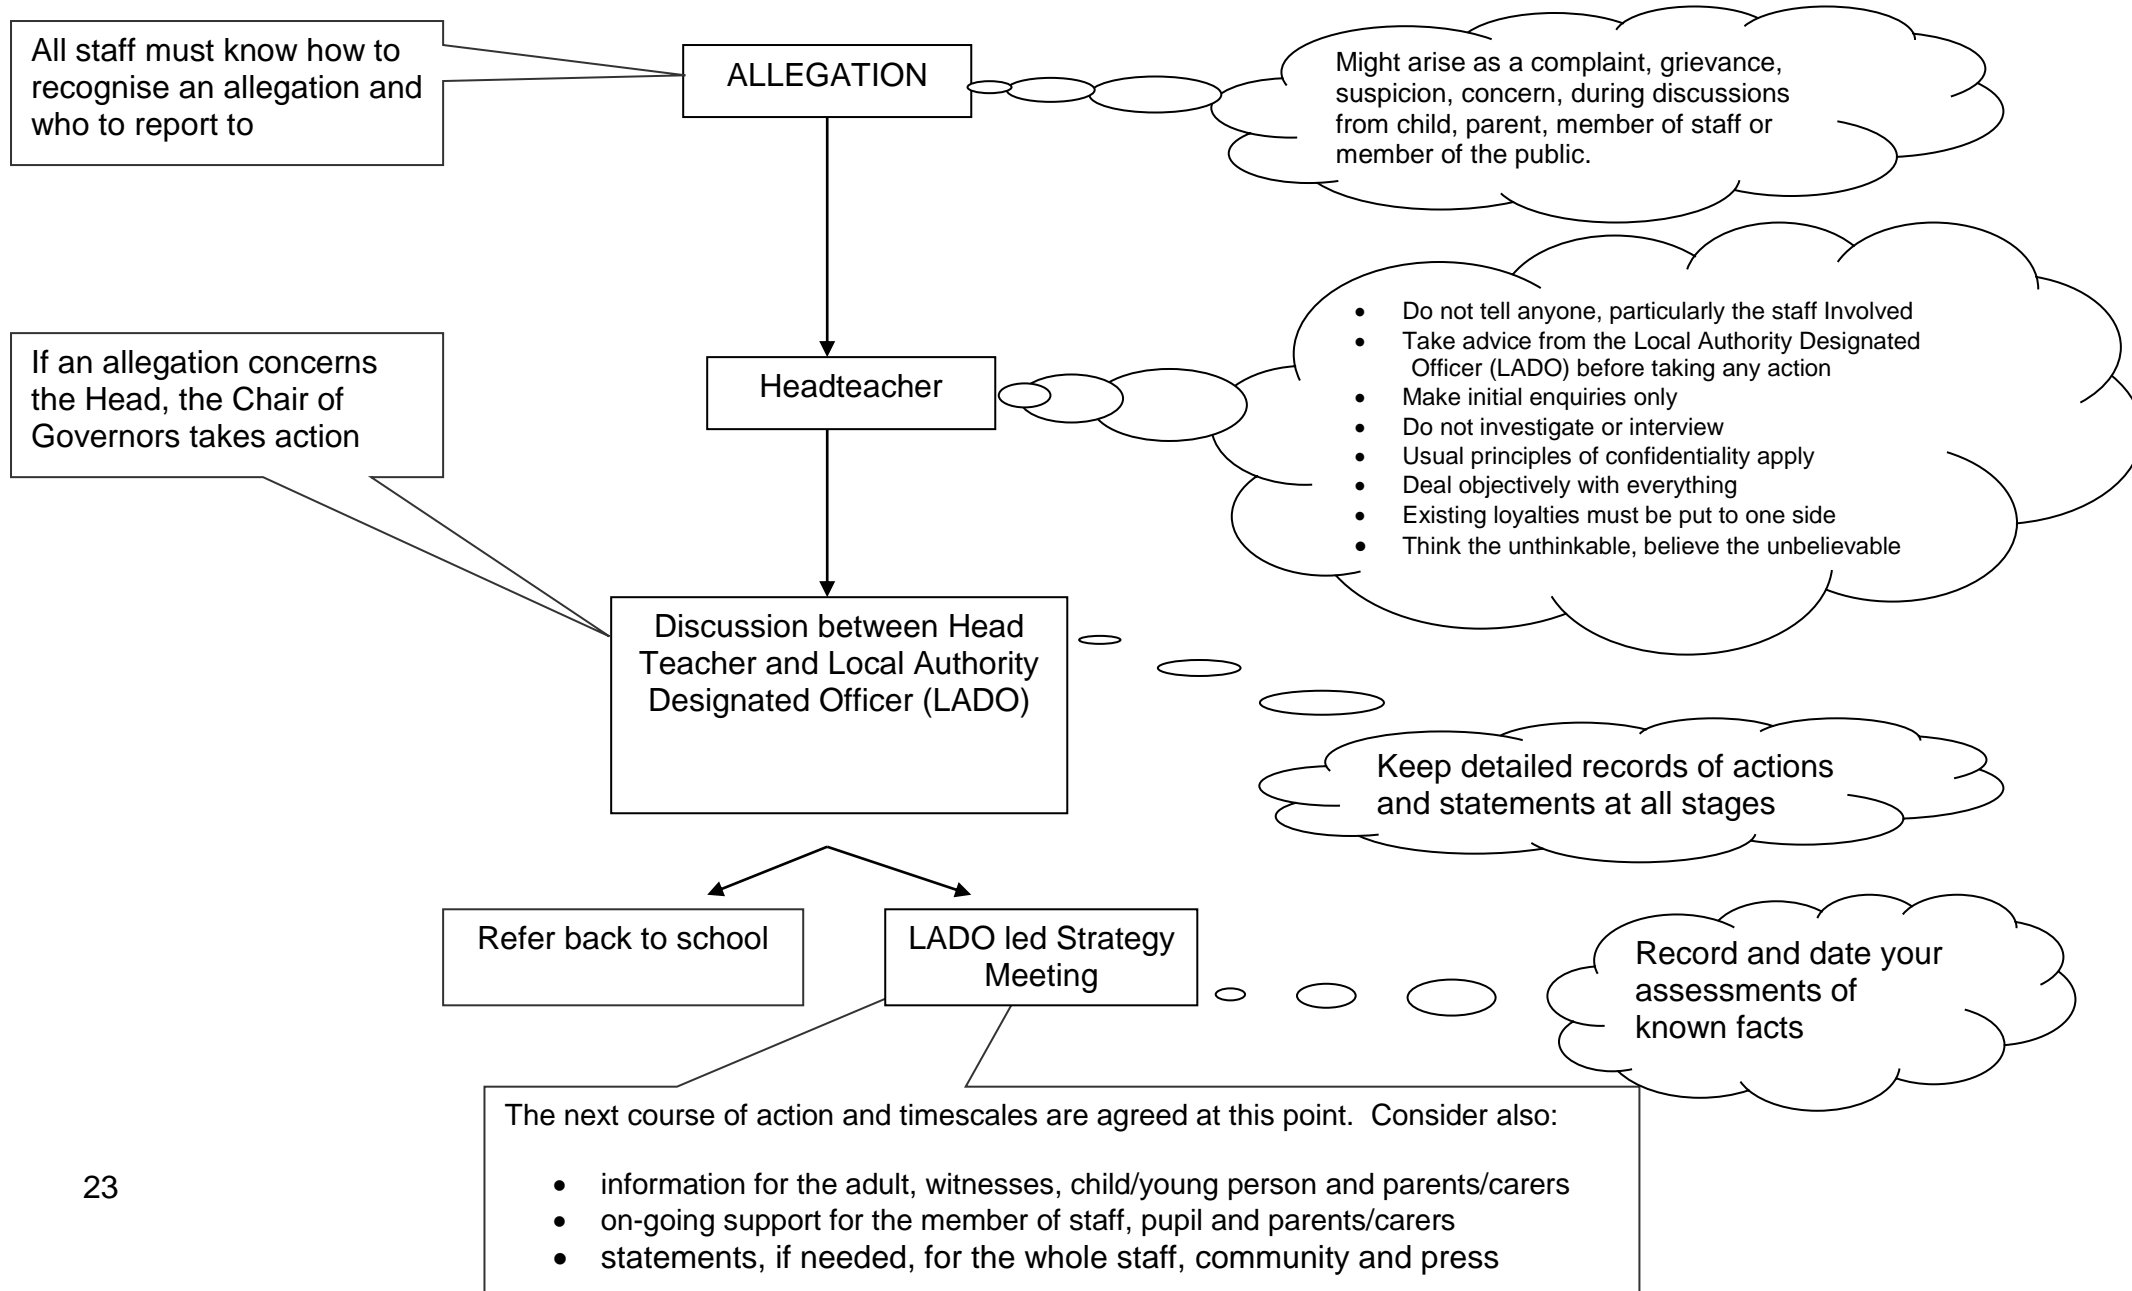 All staff must know how to
recognise an allegation and
who to report to
ALLEGATION
Might arise as a complaint, grievance,
suspicion, concern, during discussions
from child, parent, member of staff or
member of the public.
If an allegation concerns
the Head, the Chair of
Governors takes action
Headteacher
• Do not tell anyone, particularly the staff Involved
• Take advice from the Local Authority Designated
Officer (LADO) before taking any action
• Make initial enquiries only
• Do not investigate or interview
• Usual principles of confidentiality apply
• Deal objectively with everything
• Existing loyalties must be put to one side
• Think the unthinkable, believe the unbelievable
Discussion between Head
Teacher and Local Authority
Designated Officer (LADO)
Keep detailed records of actions
and statements at all stages
Refer back to school
LADO led Strategy
Meeting
Record and date your
assessments of
known facts
The next course of action and timescales are agreed at this point.  Consider also:
• information for the adult, witnesses, child/young person and parents/carers
• on-going support for the member of staff, pupil and parents/carers
• statements, if needed, for the whole staff, community and press
23